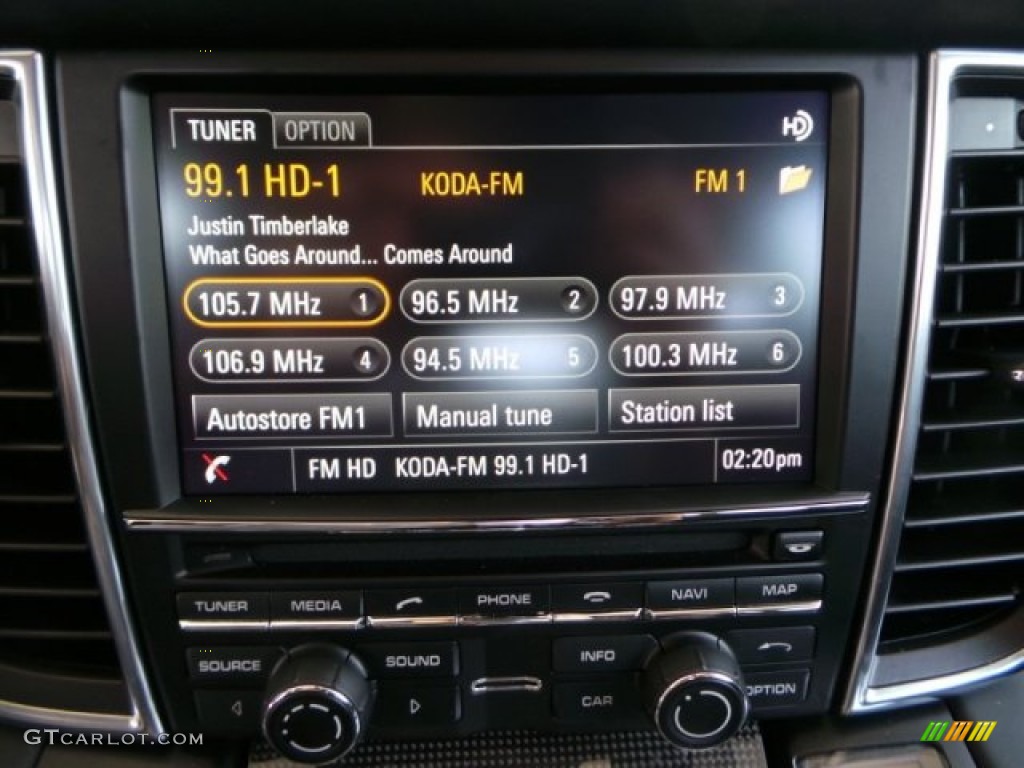 TUNER OPTION HD
99.1 HD-1 KODA-FM FM 1
Justin Timberlake
What Goes Around... Comes Around
105.7 MHz 1 96.5 MHz 2 97.9 MHz 3
106.9 MHz 4 94.5 MHz 5 100.3 MHz 6
Autostore FM1 Manual tune Station list
FM HD KODA-FM 99.1 HD-1 02:20pm
TUNER MEDIA PHONE NAVI MAP
SOURCE SOUND INFO
CAR OPTION
GTCARLOT.COM